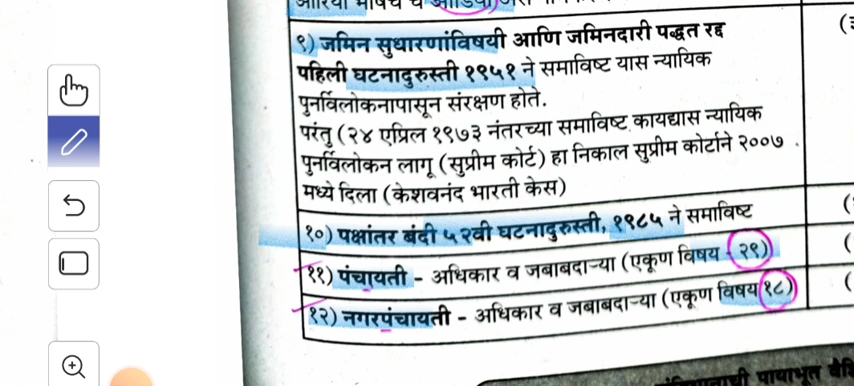 ९) जमिन सुधारणांविषयी आणि जमिनदारी पद्धत रद्द
पहिली घटनादुरुस्ती १९५१ ने समाविष्ट यास न्यायिक
पुनर्विलोकनापासून संरक्षण होते.
परंतु (२४ एप्रिल १९७३ नंतरच्या समाविष्ट कायद्यास न्यायिक
पुनर्विलोकन लागू (सुप्रीम कोर्ट) हा निकाल सुप्रीम कोर्टाने २००७
मध्ये दिला (केशवनंद भारती केस)
१०) पक्षांतर बंदी ५२वी घटनादुरुस्ती, १९८५ ने समाविष्ट
११) पंचायती - अधिकार व जबाबदाऱ्या (एकूण विषय - २९)
१२) नगरपंचायती - अधिकार व जबाबदाऱ्या (एकूण विषय १८)